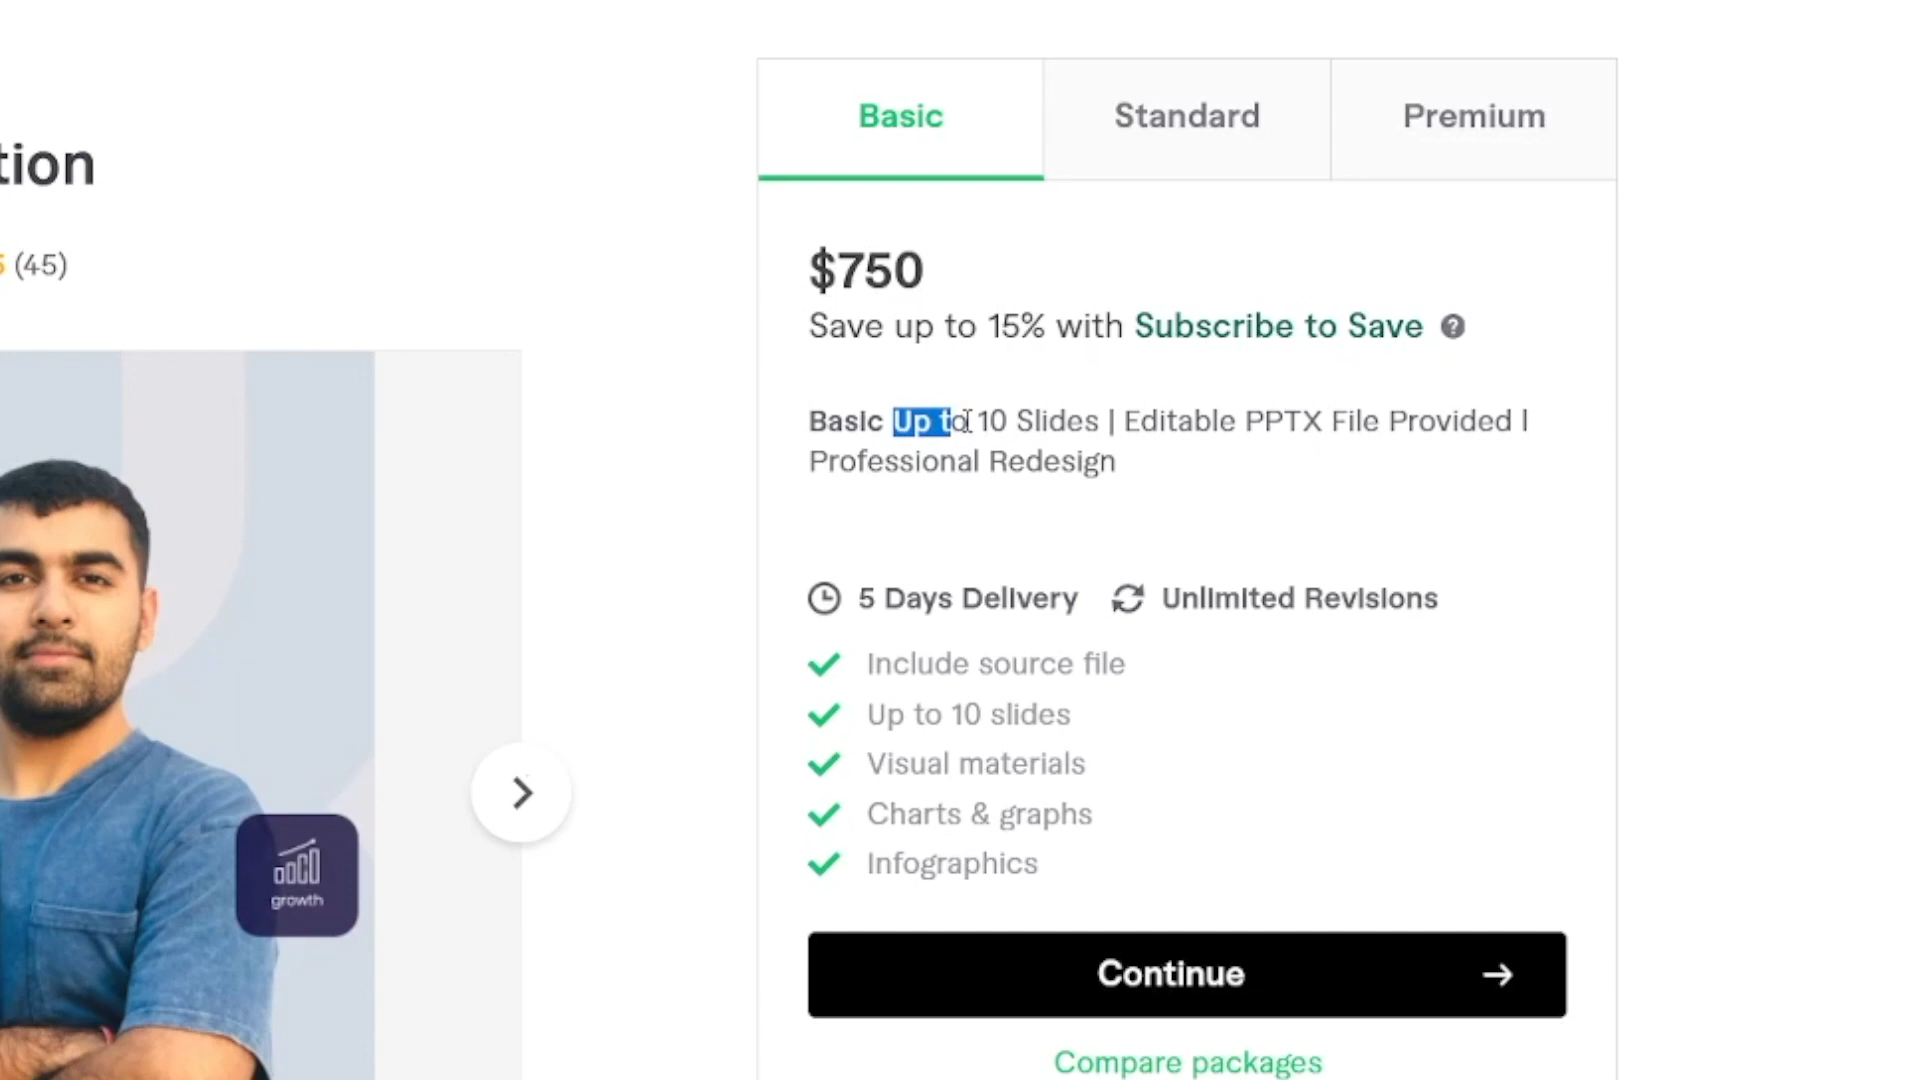 Basic
Standard
Premium
tion
(45)
$750
Save up to 15% with Subscribe to Save
Basic Up to 10 Slides | Editable PPTX File Provided l
Professional Redesign
5 Days Delivery
Unlimited Revisions
Include source file
Up to 10 slides
Visual materials
Charts & graphs
Infographics
growth
Continue
Compare packages